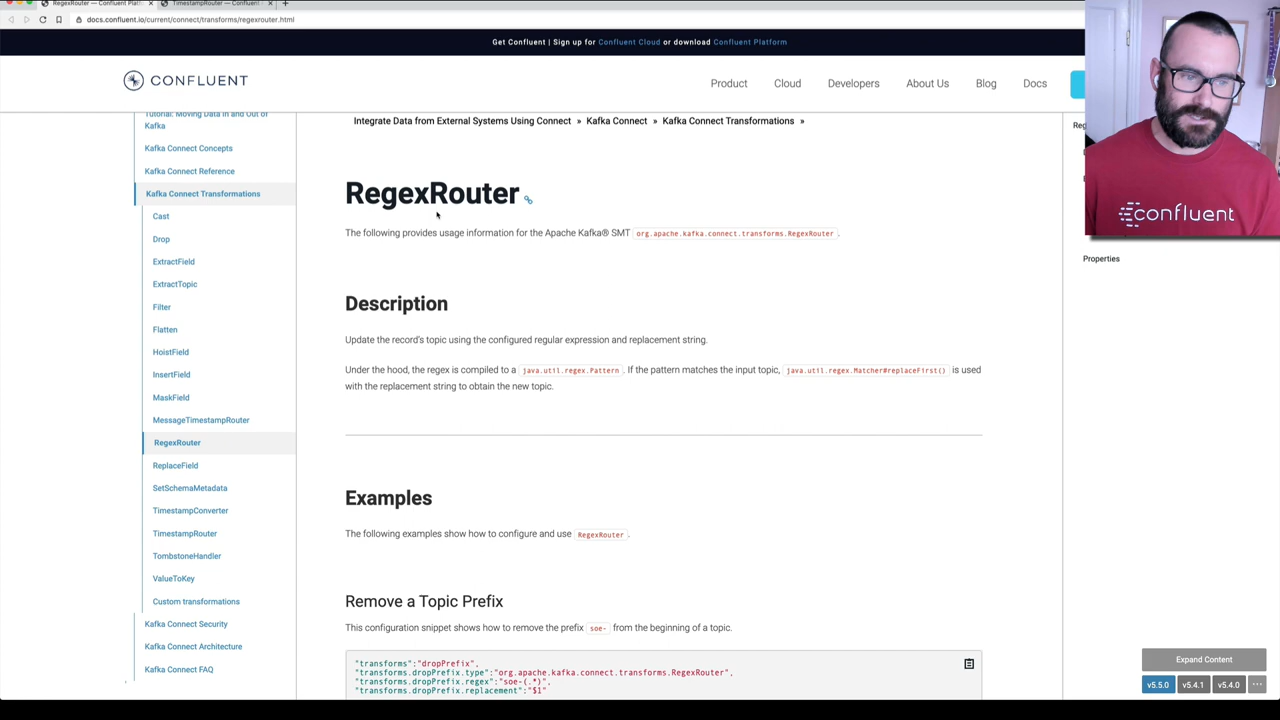 RegexRouter — Confluent Platf
TimestampRouter — Confluent
docs.confluent.io/current/connect/transforms/regexrouter.html
Get Confluent | Sign up for Confluent Cloud or download Confluent Platform
CONFLUENT
Product
Cloud
Developers
About Us
Blog
Docs
Tutorial: Moving Data In and Out of
Kafka
Kafka Connect Concepts
Kafka Connect Reference
Kafka Connect Transformations
Cast
Drop
ExtractField
ExtractTopic
Filter
Flatten
HoistField
InsertField
MaskField
MessageTimestampRouter
RegexRouter
ReplaceField
SetSchemaMetadata
TimestampConverter
TimestampRouter
TombstoneHandler
ValueToKey
Custom transformations
Kafka Connect Security
Kafka Connect Architecture
Kafka Connect FAQ
Integrate Data from External Systems Using Connect » Kafka Connect » Kafka Connect Transformations »
RegexRouter
The following provides usage information for the Apache Kafka® SMT org.apache.kafka.connect.transforms.RegexRouter.
Description
Update the record's topic using the configured regular expression and replacement string.
Under the hood, the regex is compiled to a java.util.regex.Pattern. If the pattern matches the input topic, java.util.regex.Matcher#replaceFirst() is used
with the replacement string to obtain the new topic.
Examples
The following examples show how to configure and use RegexRouter.
Remove a Topic Prefix
This configuration snippet shows how to remove the prefix soe- from the beginning of a topic.
"transforms":"dropPrefix",
"transforms.dropPrefix.type":"org.apache.kafka.connect.transforms.RegexRouter",
"transforms.dropPrefix.regex":"soe-(.*)",
"transforms.dropPrefix.replacement":"$1"
confluent
Properties
Expand Content
v5.5.0
v5.4.1
v5.4.0
...